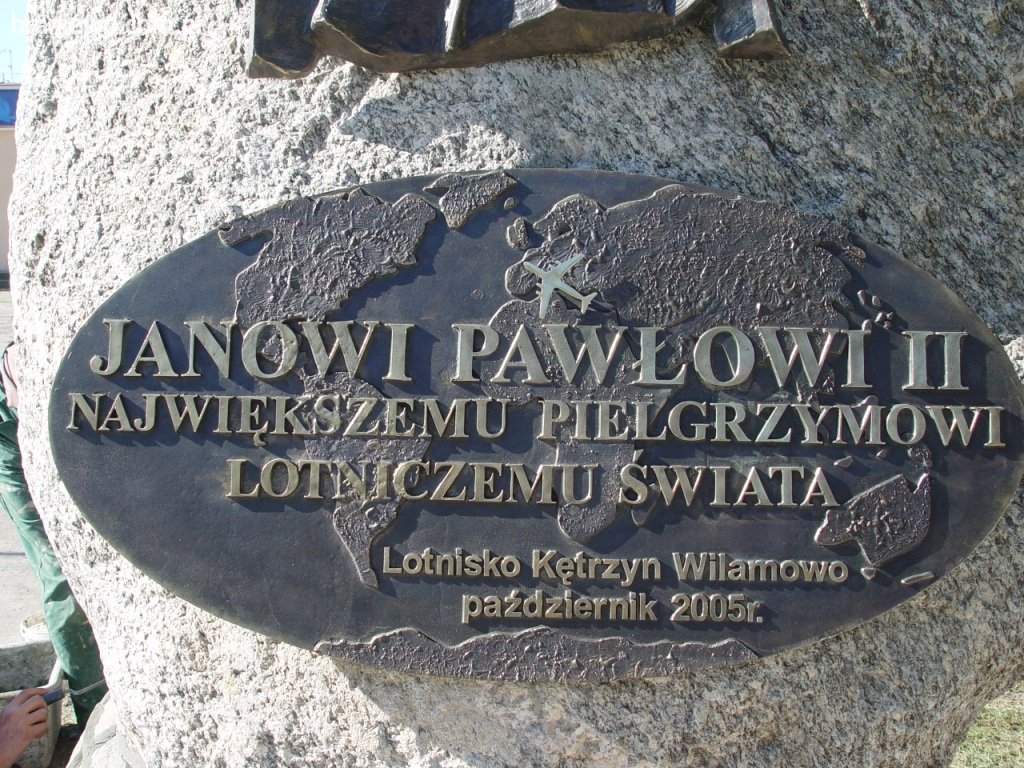 JANOWI PAWŁOWI II
NAJWIĘKSZEMU PIELGRZYMOWI
LOTNICZEMU ŚWIATA
Lotnisko Kętrzyn Wilamowo
październik 2005r.